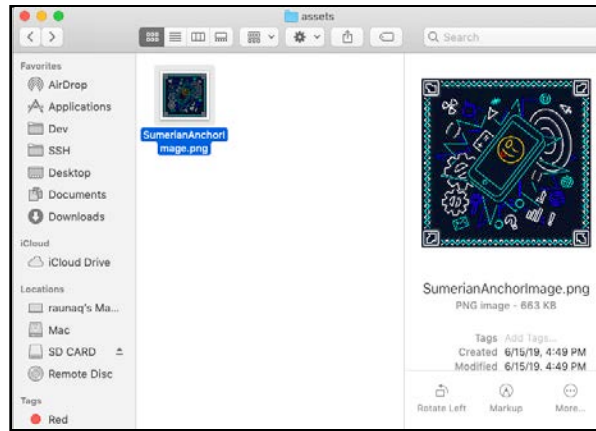 assets
Search
Favorites
AirDrop
Applications
Dev
SSH
Desktop
Documents
Downloads
iCloud
iCloud Drive
Locations
raunaq's Ma...
Mac
SD CARD
Remote Disc
Tags
Red
SumerianAnchorI
mage.png
SumerianAnchorImage.png
PNG image - 663 KB
Tags Add Tags...
Created 6/15/19, 4:49 PM
Modified 6/15/19, 4:49 PM
Rotate Left
Markup
More...